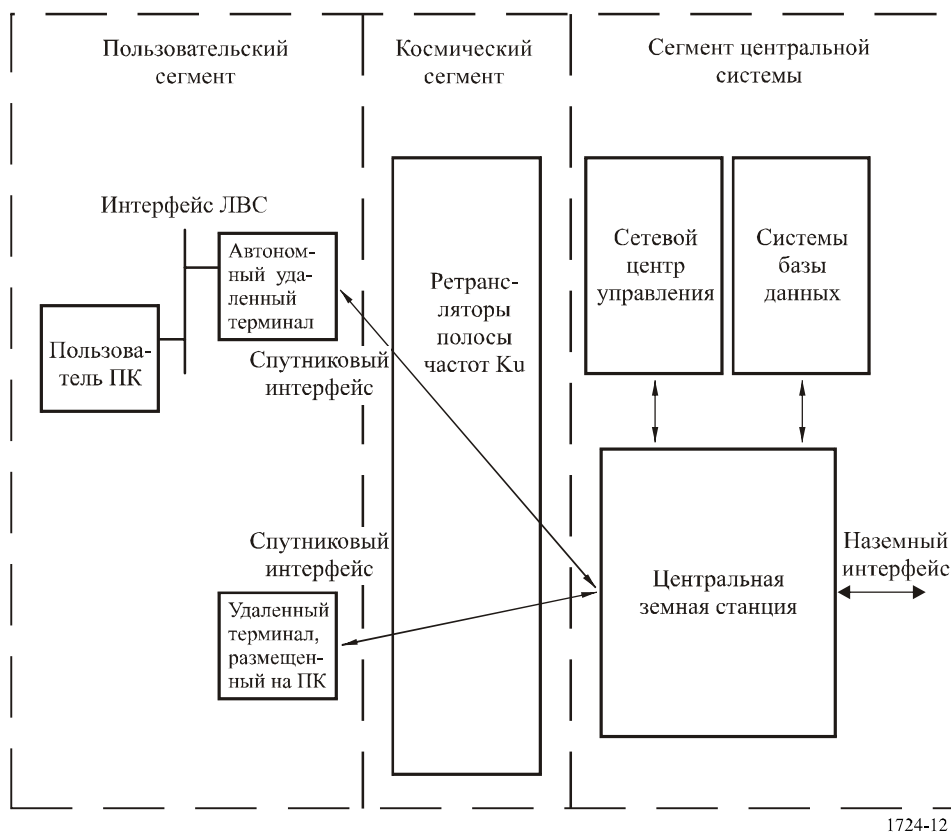 Пользовательский
сегмент
Космический
сегмент
Сегмент центральной
системы
Интерфейс ЛВС
Автоном-
ный уда-
ленный
терминал
Пользова-
тель ПК
Спутниковый
интерфейс
Ретранс-
ляторы
полосы
частот Ku
Сетевой
центр
управления
Системы
базы
данных
Спутниковый
интерфейс
Удаленный
терминал,
размещен-
ный на ПК
Центральная
земная станция
Наземный
интерфейс
1724-12